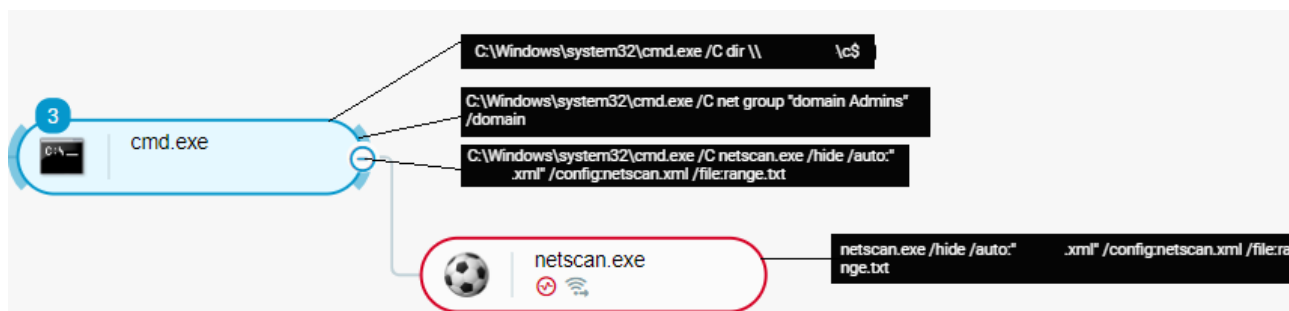 C:\Windows\system32\cmd.exe /C dir \\ \c$
3
cmd.exe
C:\Windows\system32\cmd.exe /C net group "domain Admins"
/domain
C:\Windows\system32\cmd.exe /C netscan.exe /hide /auto:"
.xml" /config:netscan.xml /file:range.txt
netscan.exe
netscan.exe /hide /auto:" .xml" /config:netscan.xml /file:ra
nge.txt